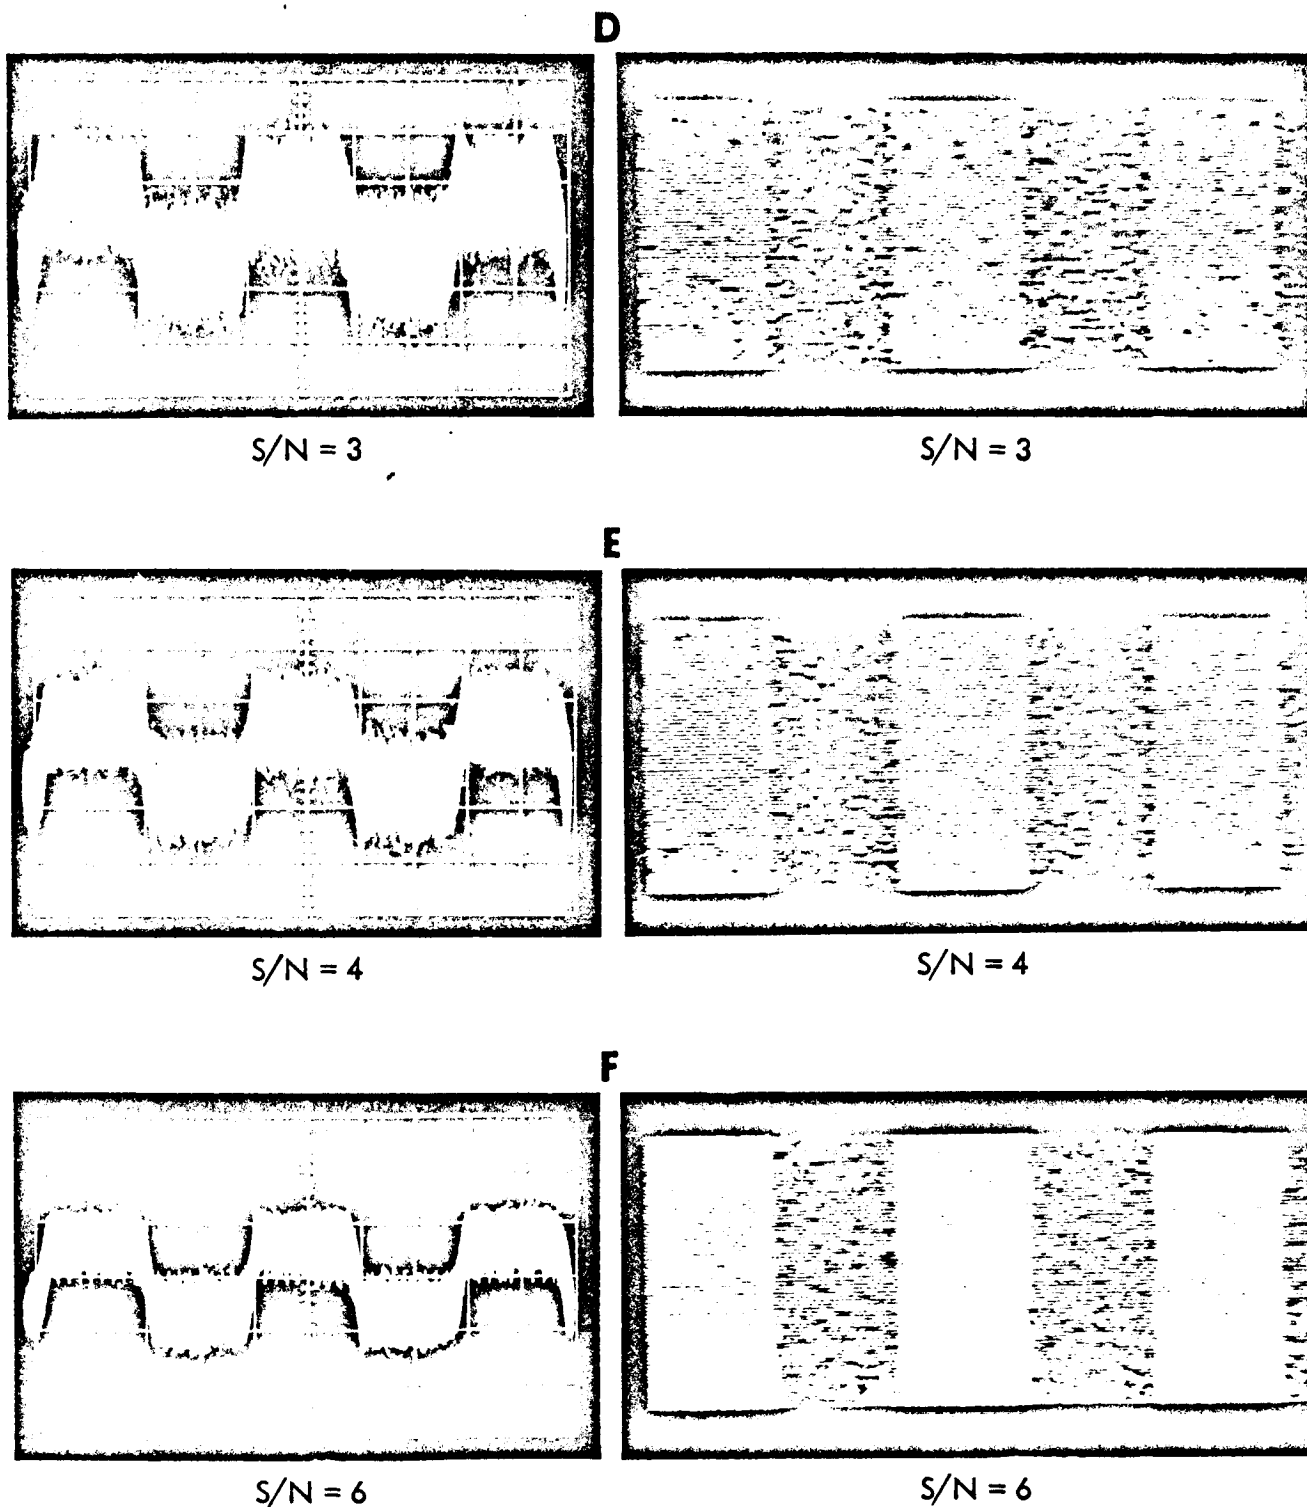 D
S/N = 3
S/N = 3
E
S/N = 4
S/N = 4
F
S/N = 6
S/N = 6